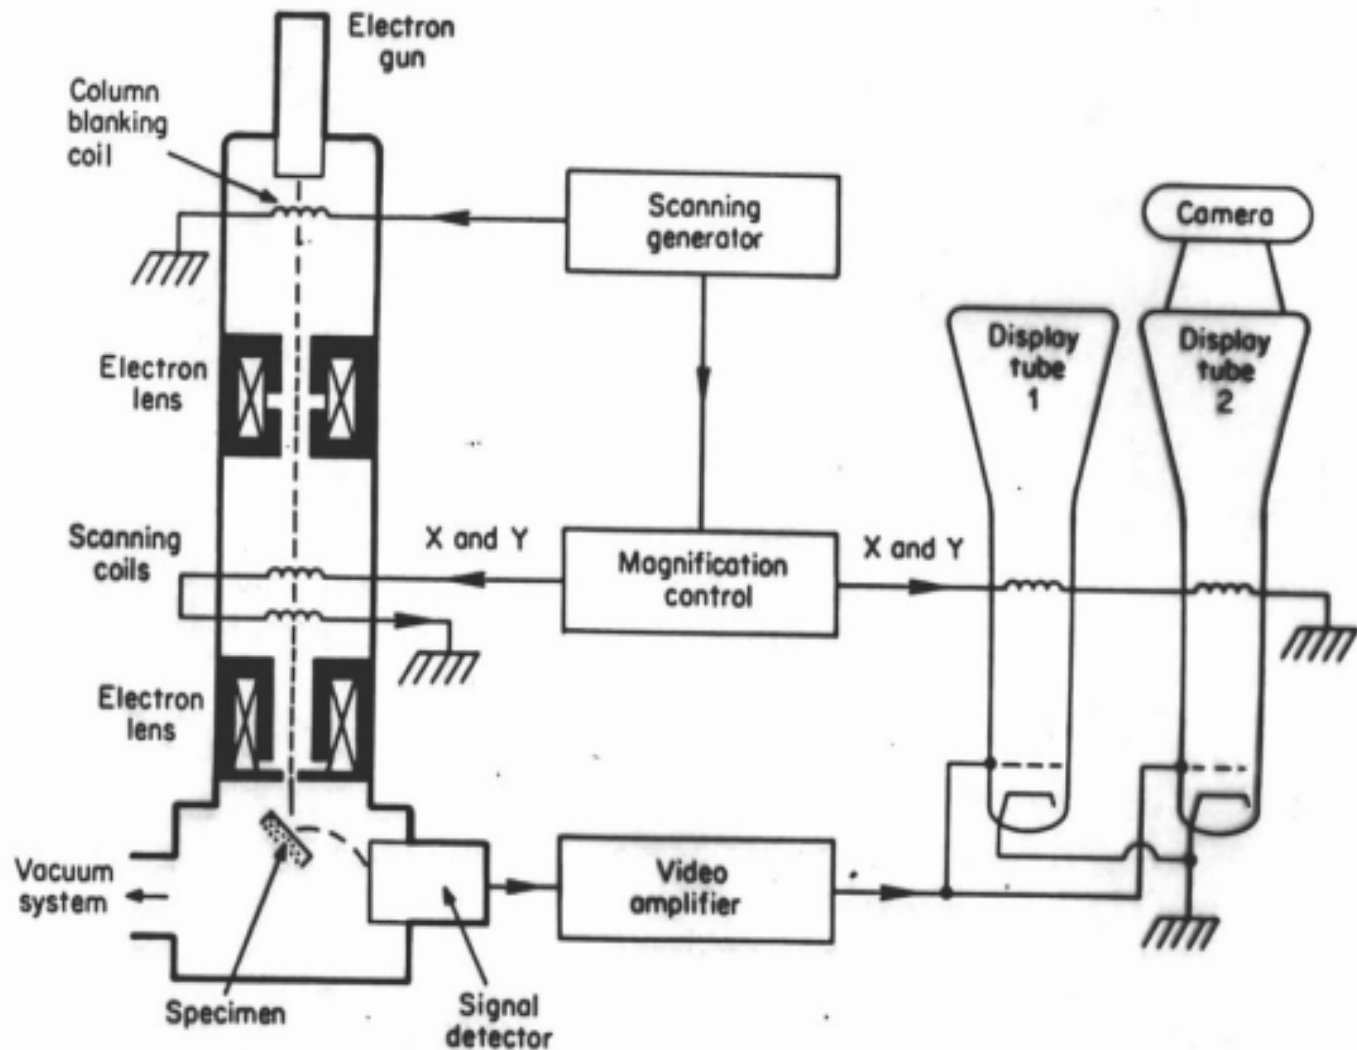 Electron
gun
Column
blanking
coil
Scanning
generator
Camera
Display
tube
1
Display
tube
2
Electron
lens
Scanning
coils
X and Y
Magnification
control
X and Y
Electron
lens
Vacuum
system
Video
amplifier
Specimen
Signal
detector